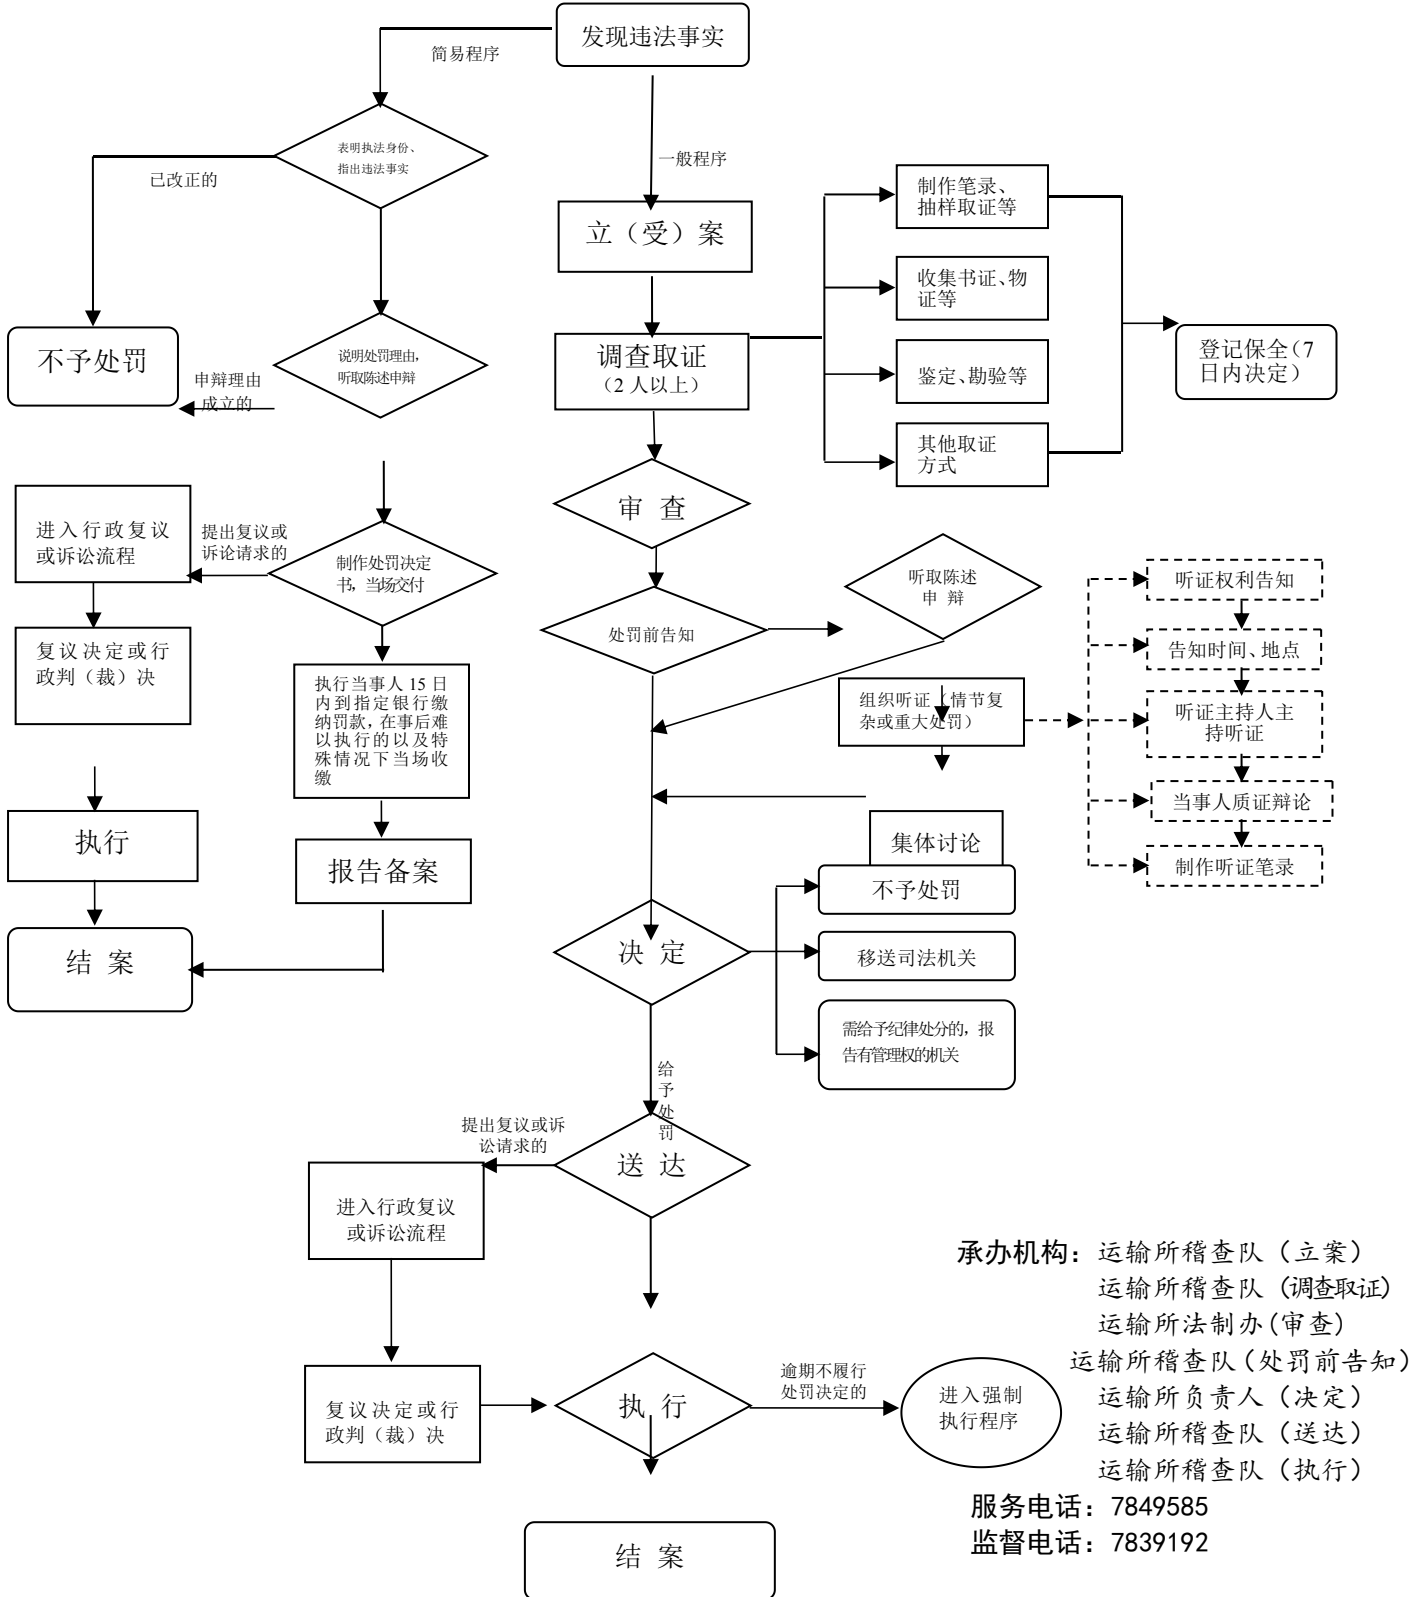 发现违法事实
简易程序
表明执法身份、
指出违法事实
一般程序
已改正的
制作笔录、
抽样取证等
立（受）案
收集书证、物
证等
不予处罚
说明处罚理由，
听取陈述申辩
调查取证
（2 人以上）
登记保全（7
日内决定）
申辩理由
成立的
鉴定、勘验等
其他取证
方式
审 查
进入行政复议
或诉讼流程
提出复议或
诉论请求的
制作处罚决定
书，当场交付
听取陈述
申 辩
听证权利告知
处罚前告知
告知时间、地点
复议决定或行
政判（裁）决
执行当事人 15 日
内到指定银行缴
纳罚款，在事后难
以执行的以及特
殊情况下当场收
缴
组织听证（情节复
杂或重大处罚）
听证主持人主
持听证
当事人质证辩论
执行
报告备案
集体讨论
制作听证笔录
不予处罚
结 案
决 定
移送司法机关
需给予纪律处分的，报
告有管理权的机关
给
予
处
罚
提出复议或诉
讼请求的
送 达
进入行政复议
或诉讼流程
承办机构：运输所稽查队（立案）
运输所稽查队（调查取证）
运输所法制办（审查）
运输所稽查队（处罚前告知）
运输所负责人（决定）
运输所稽查队（送达）
运输所稽查队（执行）
复议决定或行
政判（裁）决
执 行
逾期不履行
处罚决定的
进入强制
执行程序
服务电话：7849585
监督电话：7839192
结 案